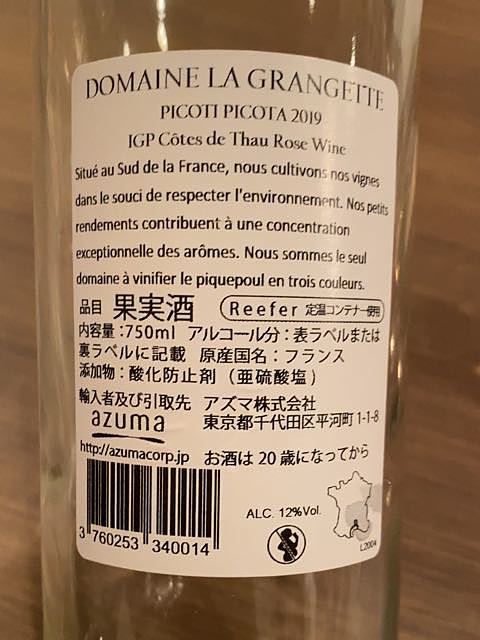 DOMAINE LA GRANGETTE
PICOTI PICOTA 2019
IGP Côtes de Thau Rose Wine
Situé au Sud de la France, nous cultivons nos vignes
dans le souci de respecter l'environnement. Nos petits
rendements contribuent à une concentration
exceptionnelle des arômes. Nous sommes le seul
domaine à vinifier le piquepoul en trois couleurs.
品目 果実酒 Reefer 定温コンテナー使用
内容量:750ml アルコール分:表ラベルまたは
裏ラベルに記載 原産国名:フランス
添加物:酸化防止剤(亜硫酸塩)
輸入者及び引取先 アズマ株式会社
azuma 東京都千代田区平河町 1-1-8
http://azumacorp.jp お酒は20歳になってから
ALC. 12%Vol.
3 760253 340014
L2004